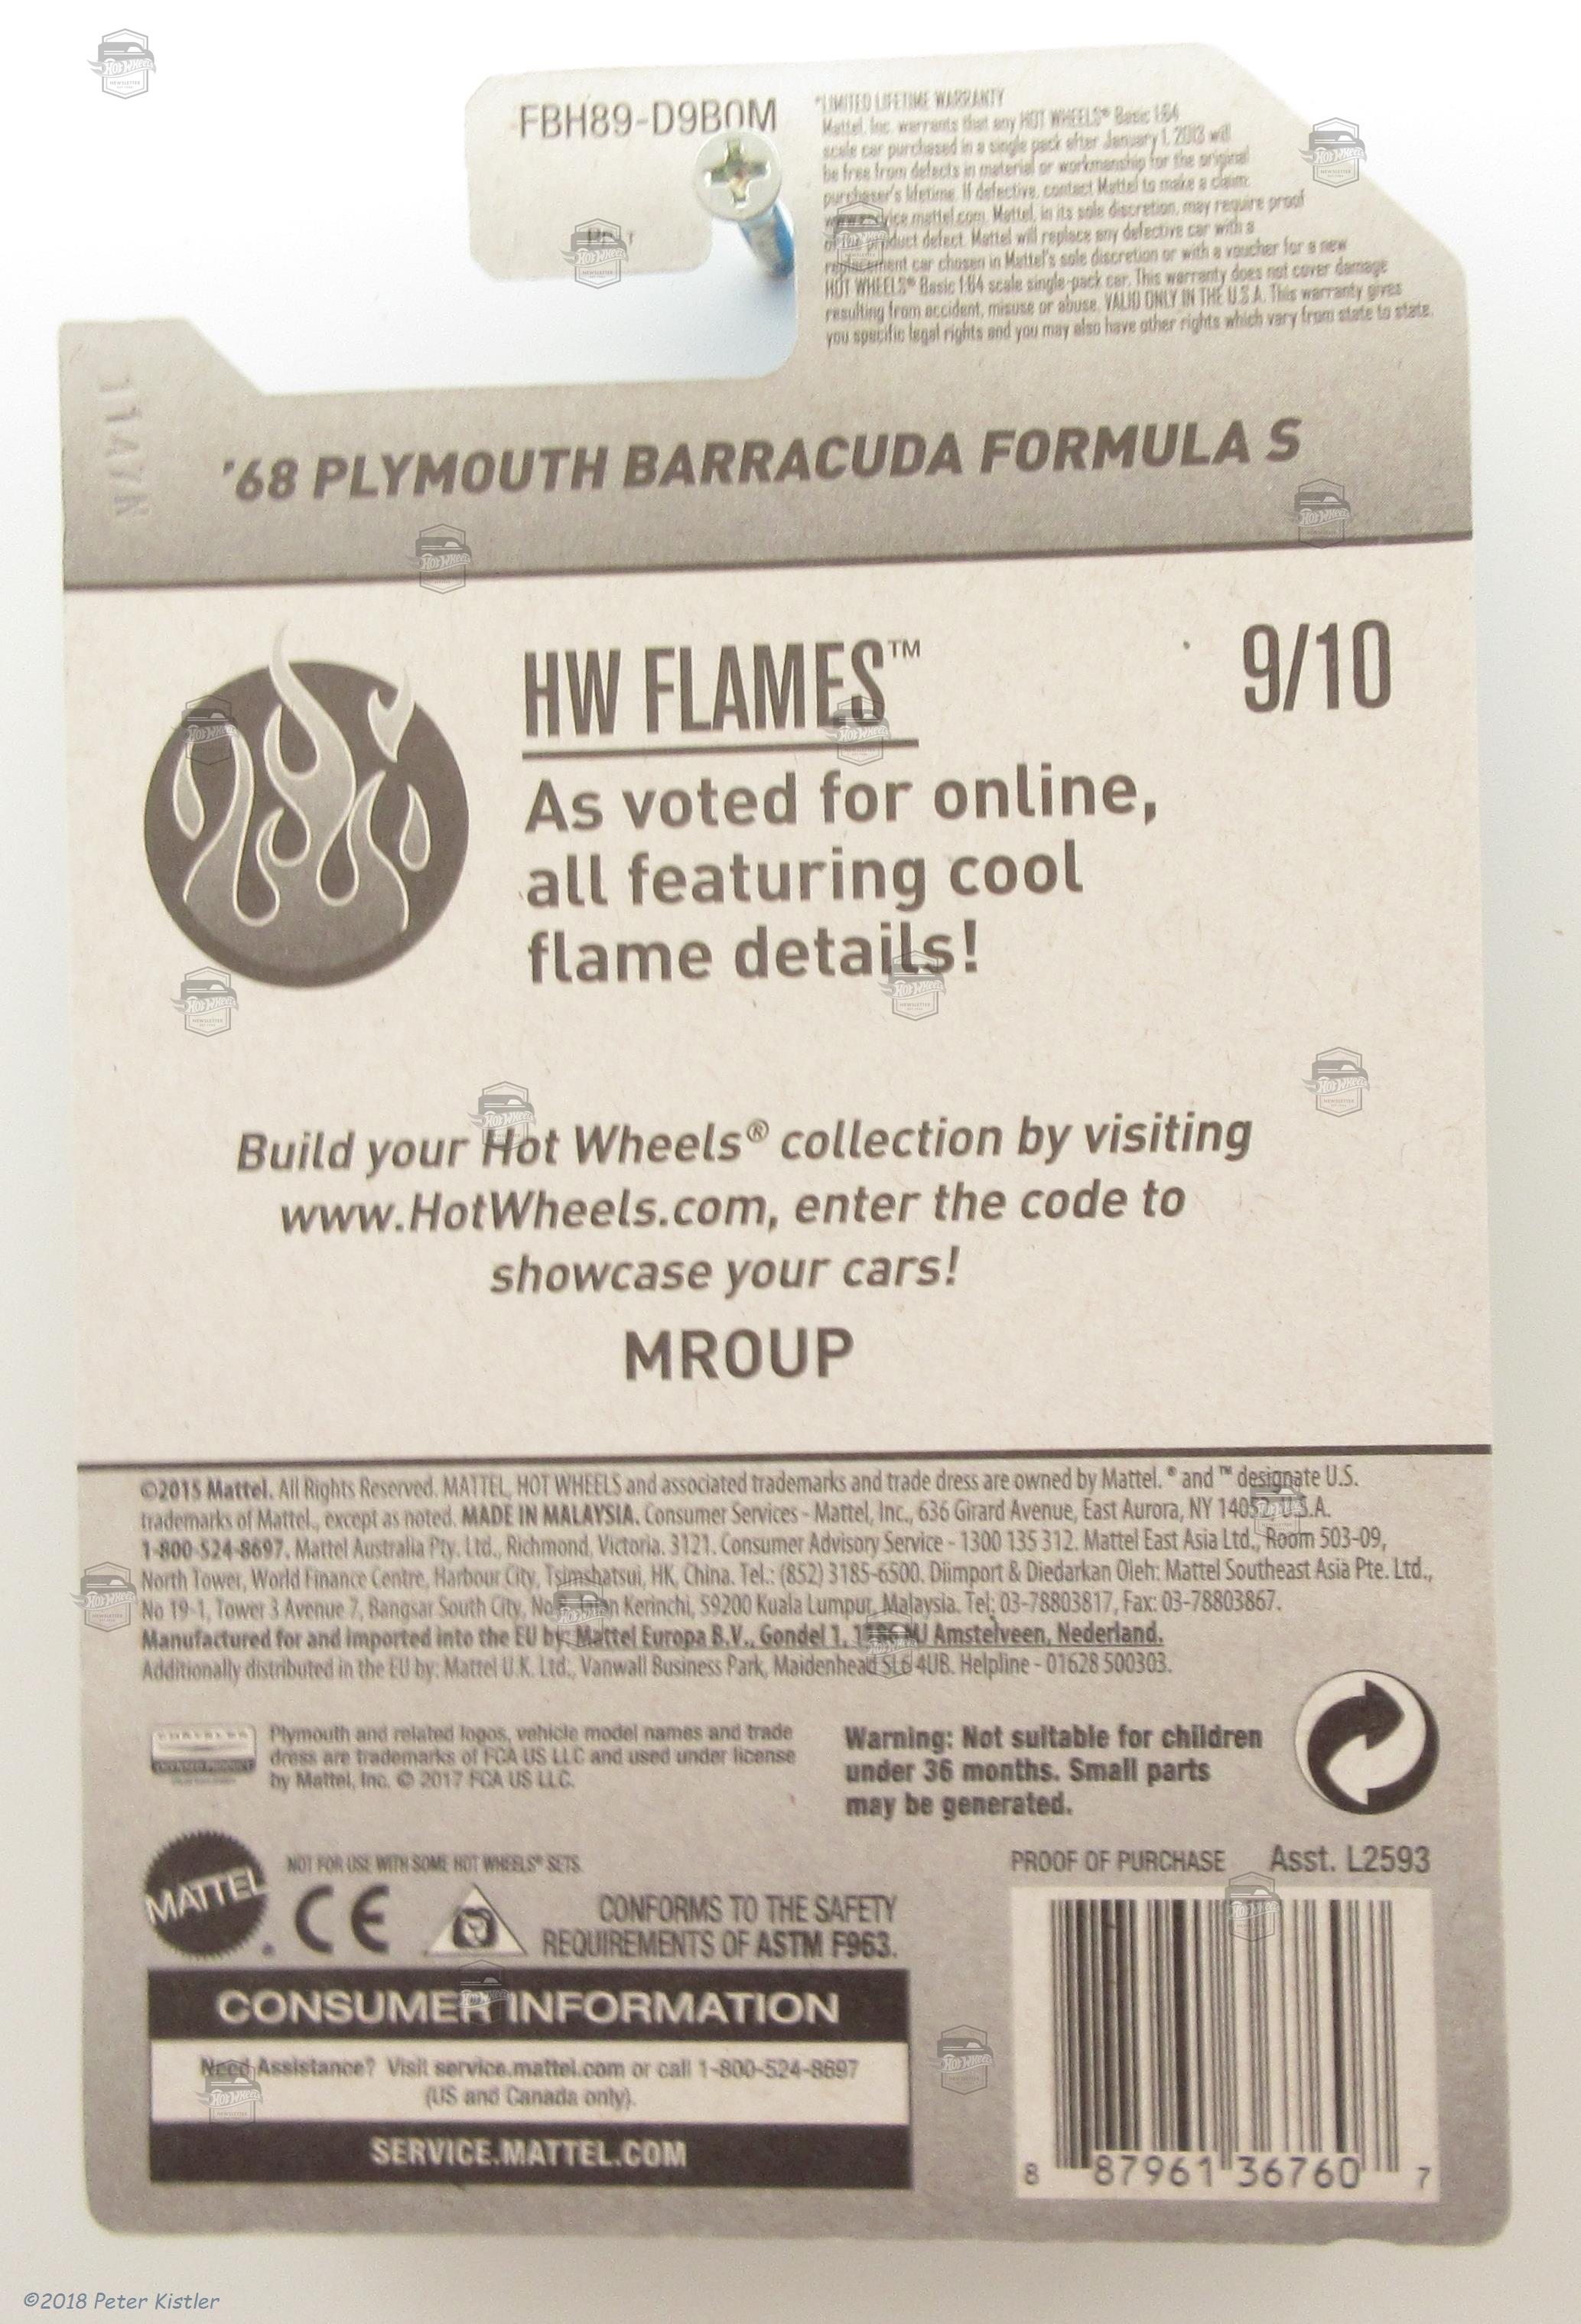 FBH89-D9B0M
*LIMITED LIFETIME WARRANTY
Mattel, Inc. warrants that any HOT WHEELS® Basic 1:64
scale car purchased in a single pack after January 1, 2013 will
be free from defects in material or workmanship for the original
purchaser's lifetime. If defective, contact Mattel to make a claim:
www.service.mattel.com. Mattel, in its sole discretion, may require proof
of product defect. Mattel will replace any defective car with a
replacement car chosen in Mattel's sole discretion or with a voucher for a new
HOT WHEELS® Basic 1:64 scale single-pack car. This warranty does not cover damage
resulting from accident, misuse or abuse. VALID ONLY IN THE U.S.A. This warranty gives
you specific legal rights and you may also have other rights which vary from state to state.
'68 PLYMOUTH BARRACUDA FORMULA S
HW FLAMES™
9/10
As voted for online,
all featuring cool
flame details!
Build your Hot Wheels® collection by visiting
www.HotWheels.com, enter the code to
showcase your cars!
MROUP
©2015 Mattel. All Rights Reserved. MATTEL, HOT WHEELS and associated trademarks and trade dress are owned by Mattel. ® and ™ designate U.S.
trademarks of Mattel, except as noted. MADE IN MALAYSIA. Consumer Services - Mattel, Inc., 636 Girard Avenue, East Aurora, NY 14052, U.S.A.
1-800-524-8697. Mattel Australia Pty. Ltd., Richmond, Victoria. 3121. Consumer Advisory Service - 1300 135 312. Mattel East Asia Ltd., Room 503-09,
North Tower, World Finance Centre, Harbour City, Tsimshatsui, HK, China. Tel.: (852) 3185-6500. Diimport & Diedarkan Oleh: Mattel Southeast Asia Pte. Ltd.,
No 19-1, Tower 3 Avenue 7, Bangsar South City, Kerinchi, 59200 Kuala Lumpur, Malaysia. Tel: 03-78803817, Fax: 03-78803867.
Manufactured for and imported into the EU by: Mattel Europa B.V., Gondel 1, 1186 MJ Amstelveen, Nederland.
Additionally distributed in the EU by: Mattel U.K. Ltd., Vanwall Business Park, Maidenhead SL6 4UB. Helpline - 01628 500303.
Plymouth and related logos, vehicle model names and trade
dress are trademarks of FCA US LLC and used under license
by Mattel, Inc. © 2017 FCA US LLC.
Warning: Not suitable for children
under 36 months. Small parts
may be generated.
MATTEL
NOT FOR USE WITH SOME HOT WHEELS® SETS.
CE
CONFORMS TO THE SAFETY
REQUIREMENTS OF ASTM F963.
PROOF OF PURCHASE Asst. L2593
CONSUMER INFORMATION
Need Assistance? Visit service.mattel.com or call 1-800-524-8697
(US and Canada only).
SERVICE.MATTEL.COM
8 87961 36760 7
©2018 Peter Kistler